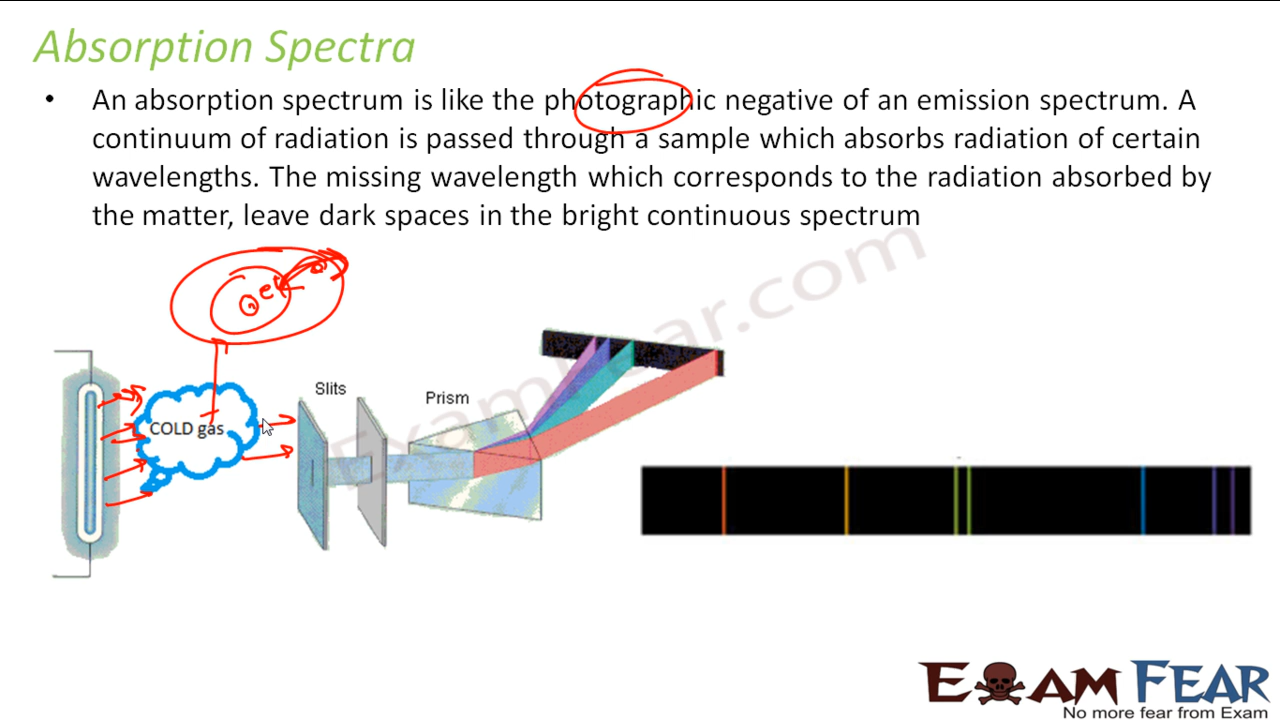 Absorption Spectra
• An absorption spectrum is like the photographic negative of an emission spectrum. A
continuum of radiation is passed through a sample which absorbs radiation of certain
wavelengths. The missing wavelength which corresponds to the radiation absorbed by
the matter, leave dark spaces in the bright continuous spectrum
e
Slits
Prism
COLD gas
ExamFear.com
EXAM FEAR
No more fear from Exam